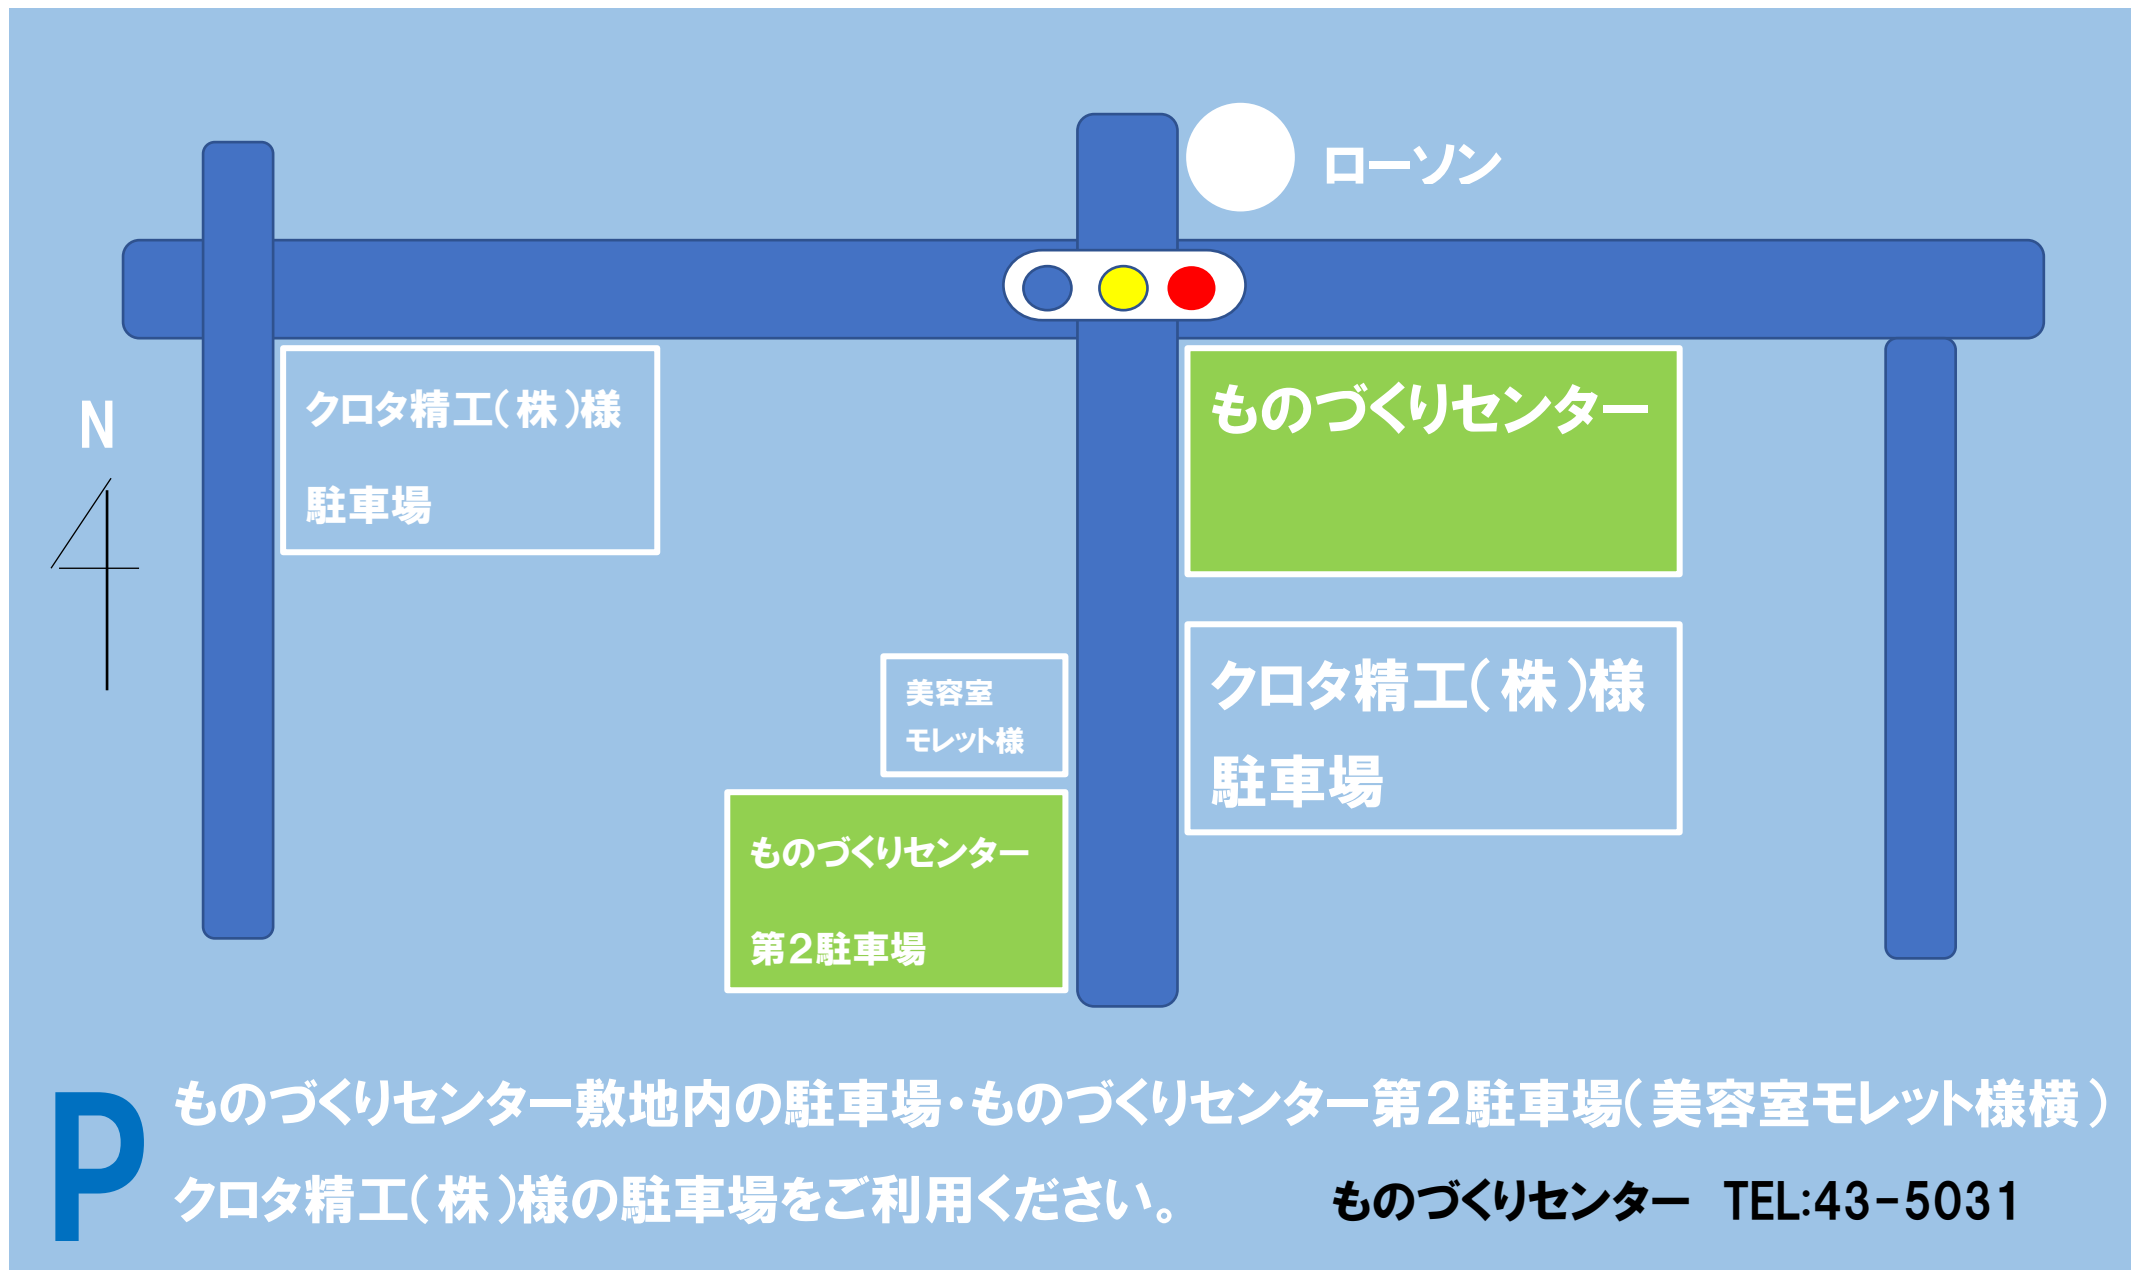 ローソン
N
クロタ精工(株)様
駐車場
ものづくりセンター
クロタ精工(株)様
駐車場
美容室
モレット様
ものづくりセンター
第2駐車場
P
ものづくりセンター敷地内の駐車場・ものづくりセンター第2駐車場(美容室モレット様横)
クロタ精工(株)様の駐車場をご利用ください。
ものづくりセンター TEL:43-5031